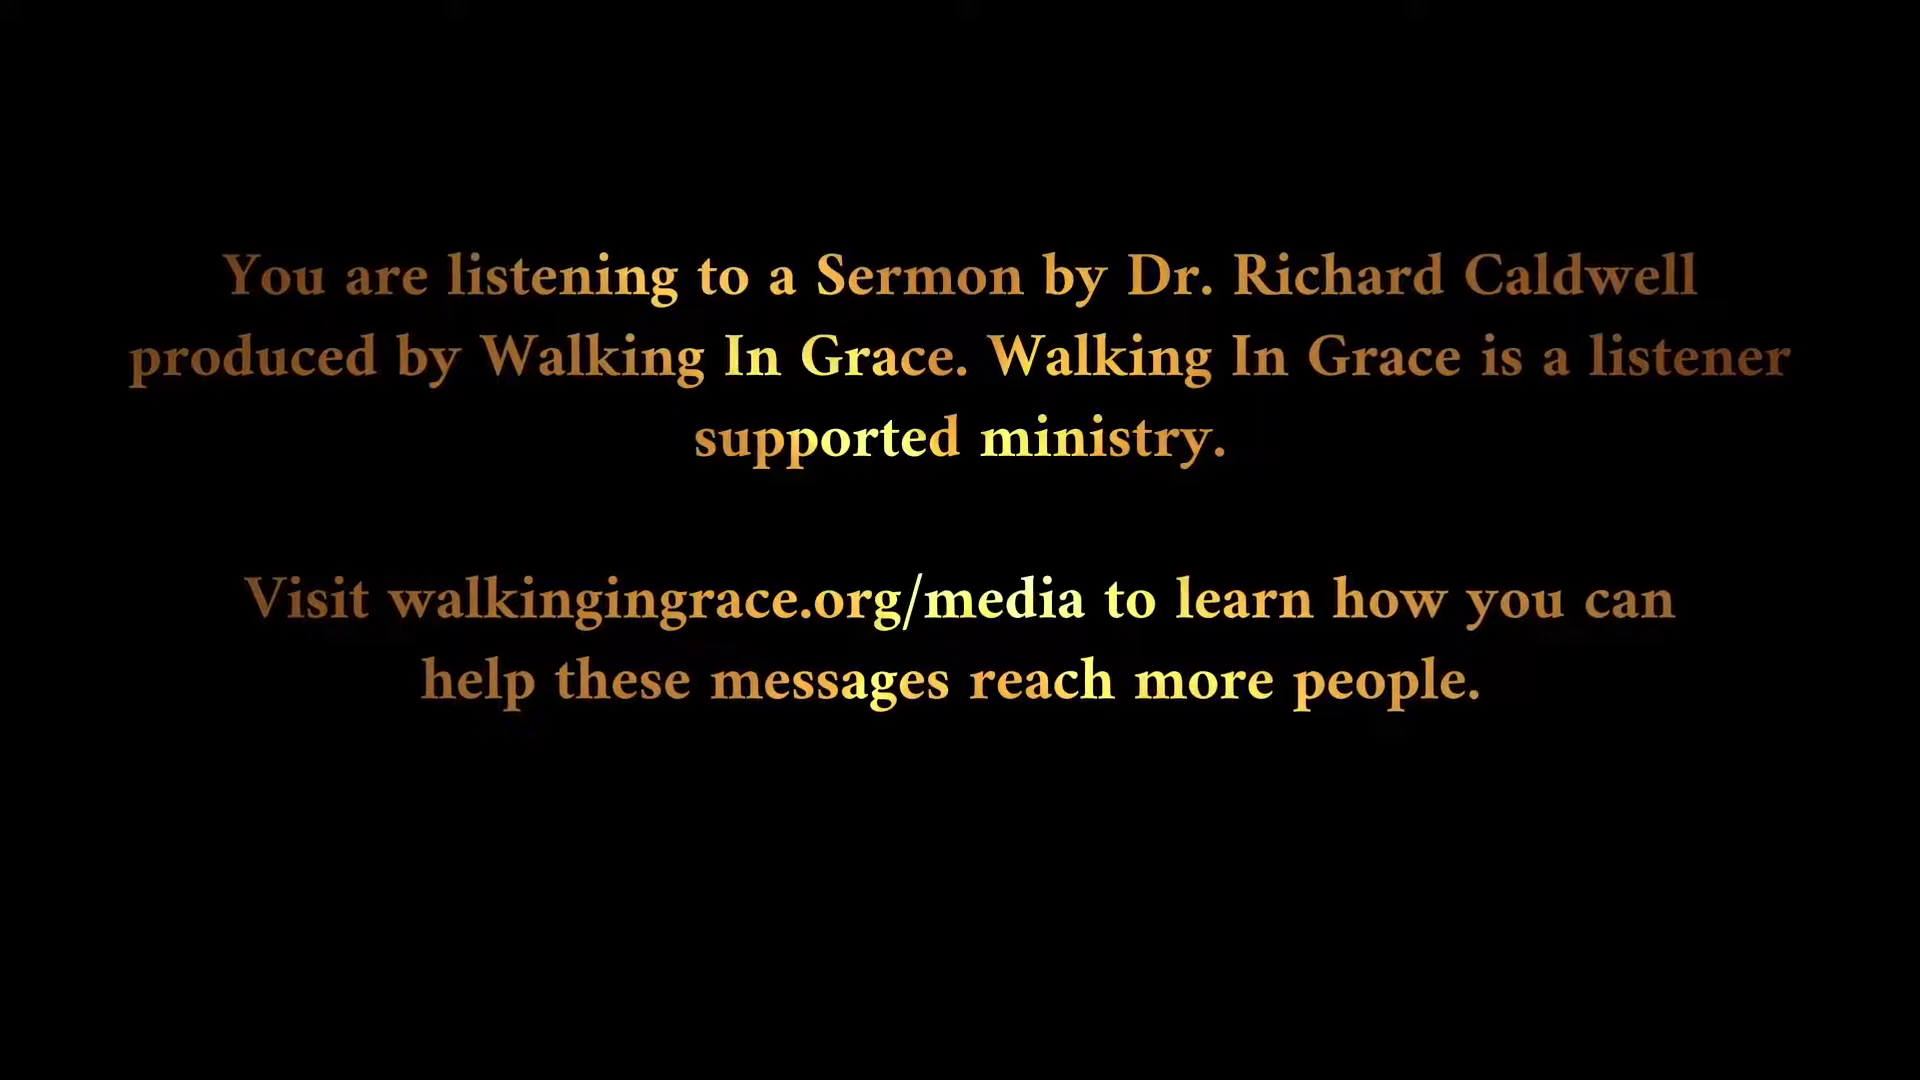 You are listening to a Sermon by Dr. Richard Caldwell
produced by Walking In Grace. Walking In Grace is a listener
supported ministry.
Visit walkingingrace.org/media to learn how you can
help these messages reach more people.